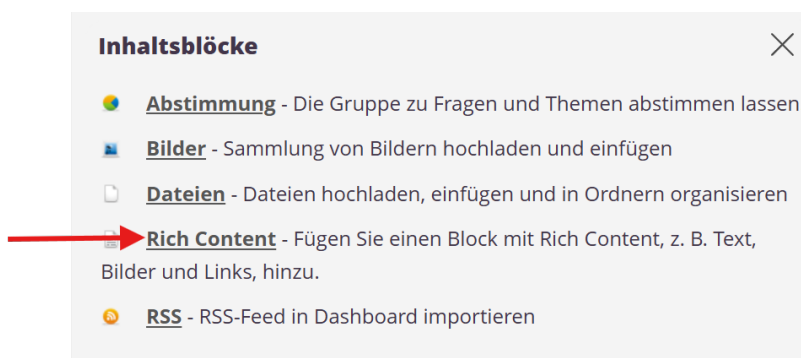 Inhaltsblöcke
Abstimmung - Die Gruppe zu Fragen und Themen abstimmen lassen
Bilder - Sammlung von Bildern hochladen und einfügen
Dateien - Dateien hochladen, einfügen und in Ordnern organisieren
Rich Content - Fügen Sie einen Block mit Rich Content, z. B. Text,
Bilder und Links, hinzu.
RSS - RSS-Feed in Dashboard importieren